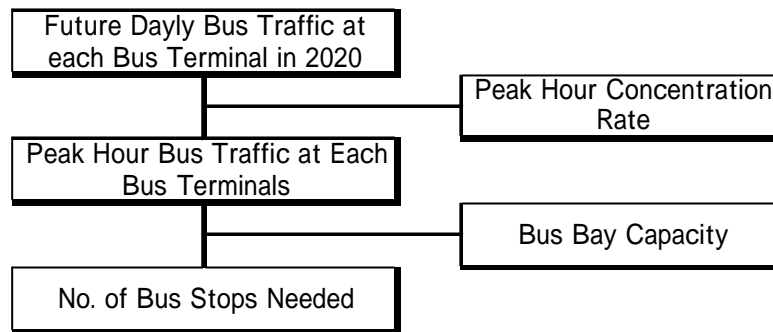 Future Dayly Bus Traffic at
each Bus Terminal in 2020
Peak Hour Concentration
Rate
Peak Hour Bus Traffic at Each
Bus Terminals
Bus Bay Capacity
No. of Bus Stops Needed